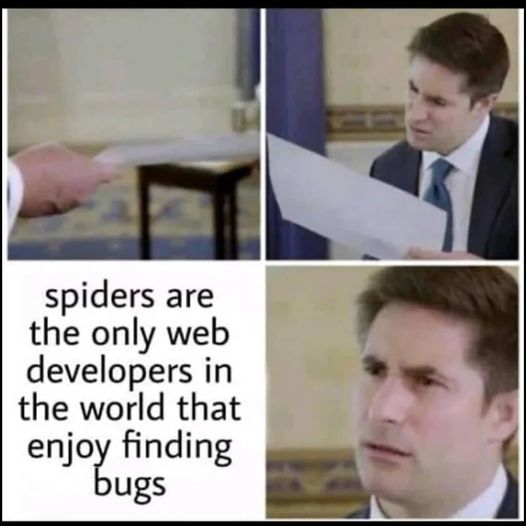 spiders are
the only web
developers in
the world that
enjoy finding
bugs